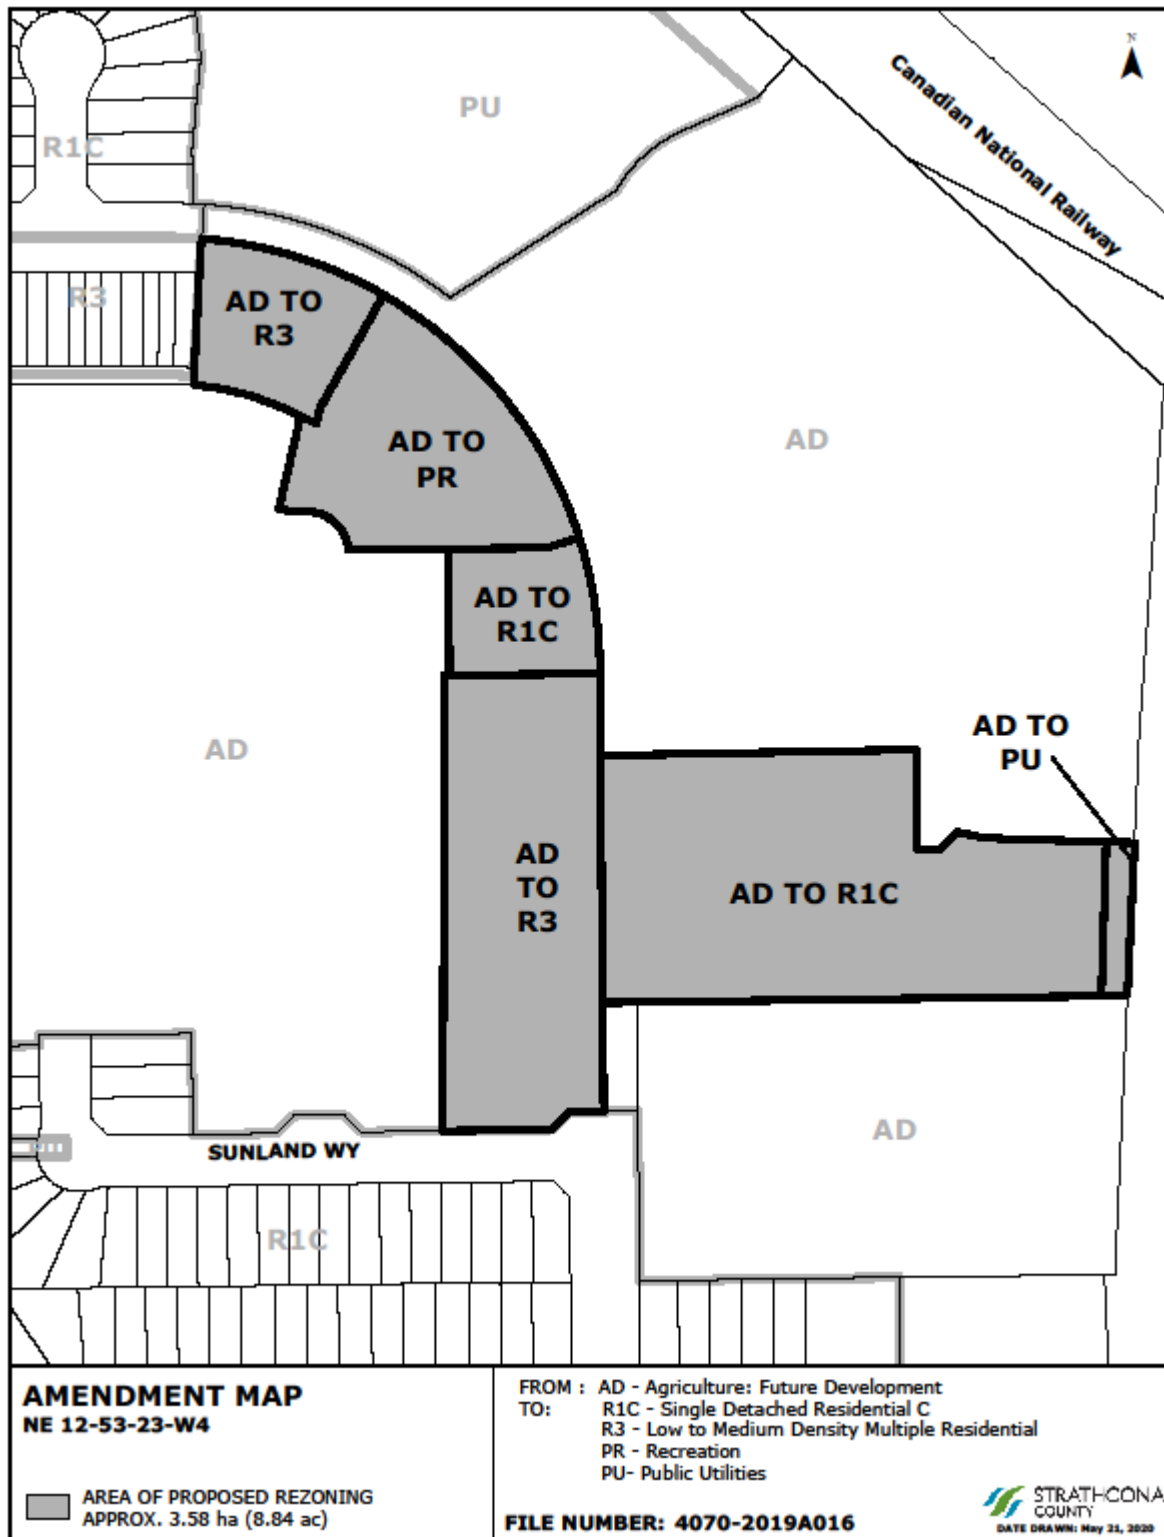 N
Canadian National Railway
PU
R1C
R3
AD TO
R3
AD TO
PR
AD
AD TO
R1C
AD
AD TO
PU
AD
TO
R3
AD TO R1C
AD
SUNLAND WY
R1C
AMENDMENT MAP
NE 12-53-23-W4
AREA OF PROPOSED REZONING
APPROX. 3.58 ha (8.84 ac)
FROM : AD - Agriculture: Future Development
TO: R1C - Single Detached Residential C
R3 - Low to Medium Density Multiple Residential
PR - Recreation
PU- Public Utilities
FILE NUMBER: 4070-2019A016
STRATHCONA
COUNTY
DATE DRAWN: May 21, 2020